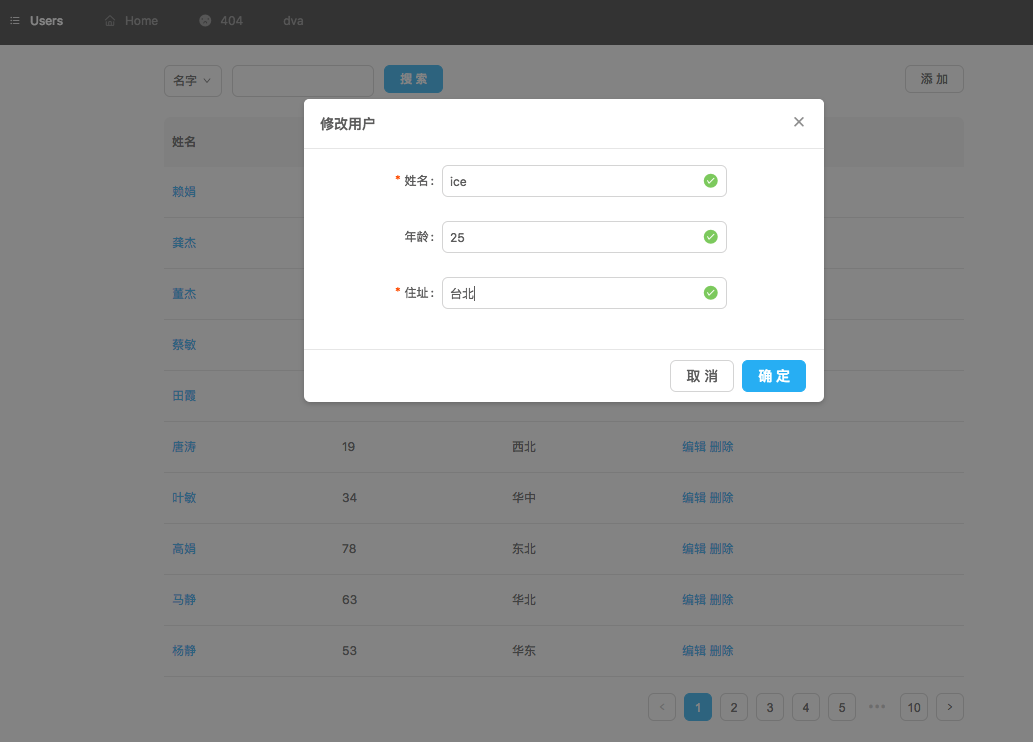 Users Home 404 dva
名字 搜 索 添 加
修改用户
姓名
* 姓名 : ice
赖娟
年龄 : 25
龚杰
* 住址 : 台北
董杰
蔡敏
取 消 确 定
田霞
唐涛 19 西北 编辑 删除
叶敏 34 华中 编辑 删除
高娟 78 东北 编辑 删除
马静 63 华北 编辑 删除
杨静 53 华东 编辑 删除
1 2 3 4 5 ••• 10